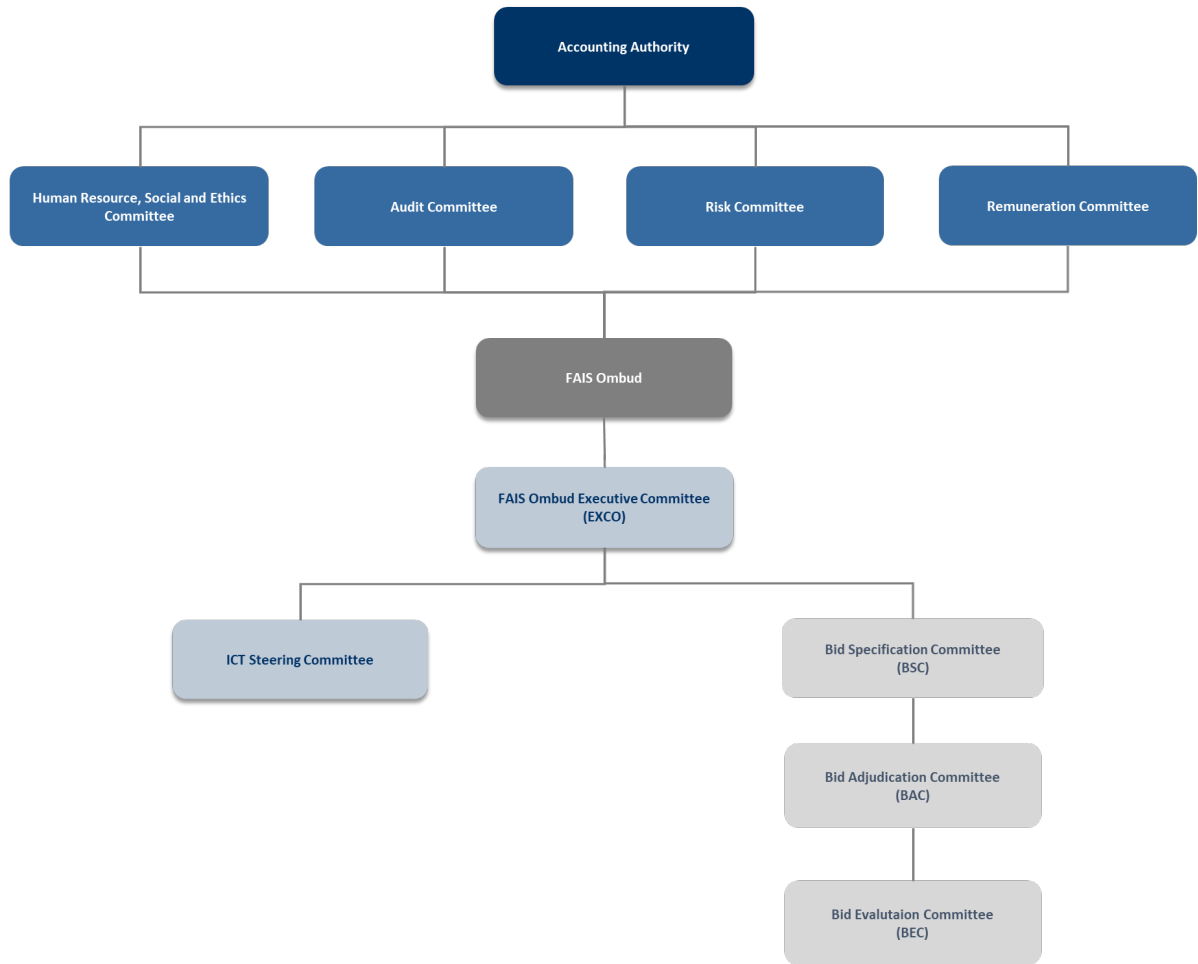 Accounting Authority
Human Resource, Social and Ethics
Committee
Audit Committee
Risk Committee
Remuneration Committee
FAIS Ombud
FAIS Ombud Executive Committee
(EXCO)
ICT Steering Committee
Bid Specification Committee
(BSC)
Bid Adjudication Committee
(BAC)
Bid Evalutaion Committee
(BEC)